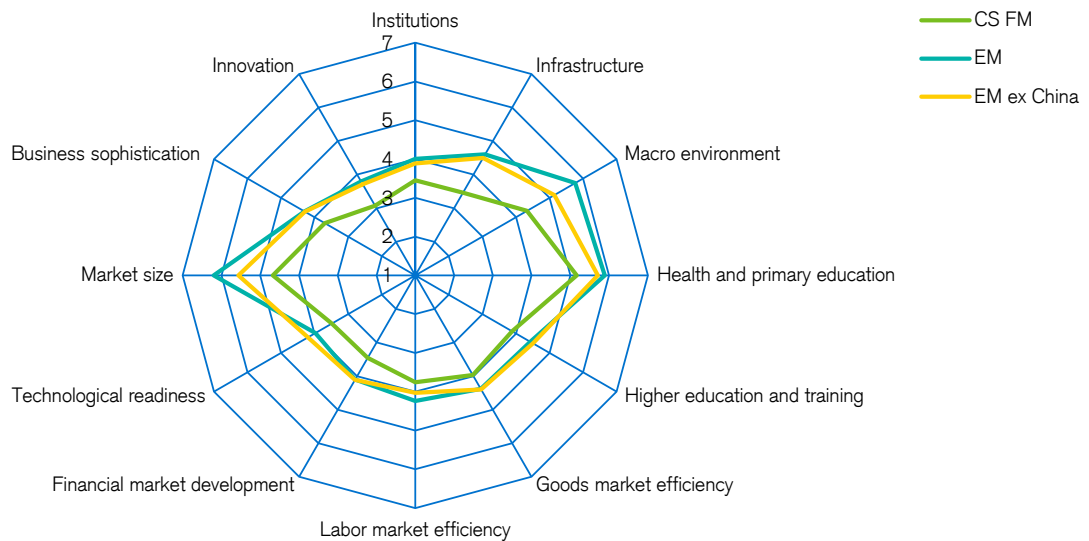 Institutions
Infrastructure
Macro environment
Health and primary education
Higher education and training
Goods market efficiency
Labor market efficiency
Financial market development
Technological readiness
Market size
Business sophistication
Innovation
7
6
5
4
3
2
1
CS FM
EM
EM ex China